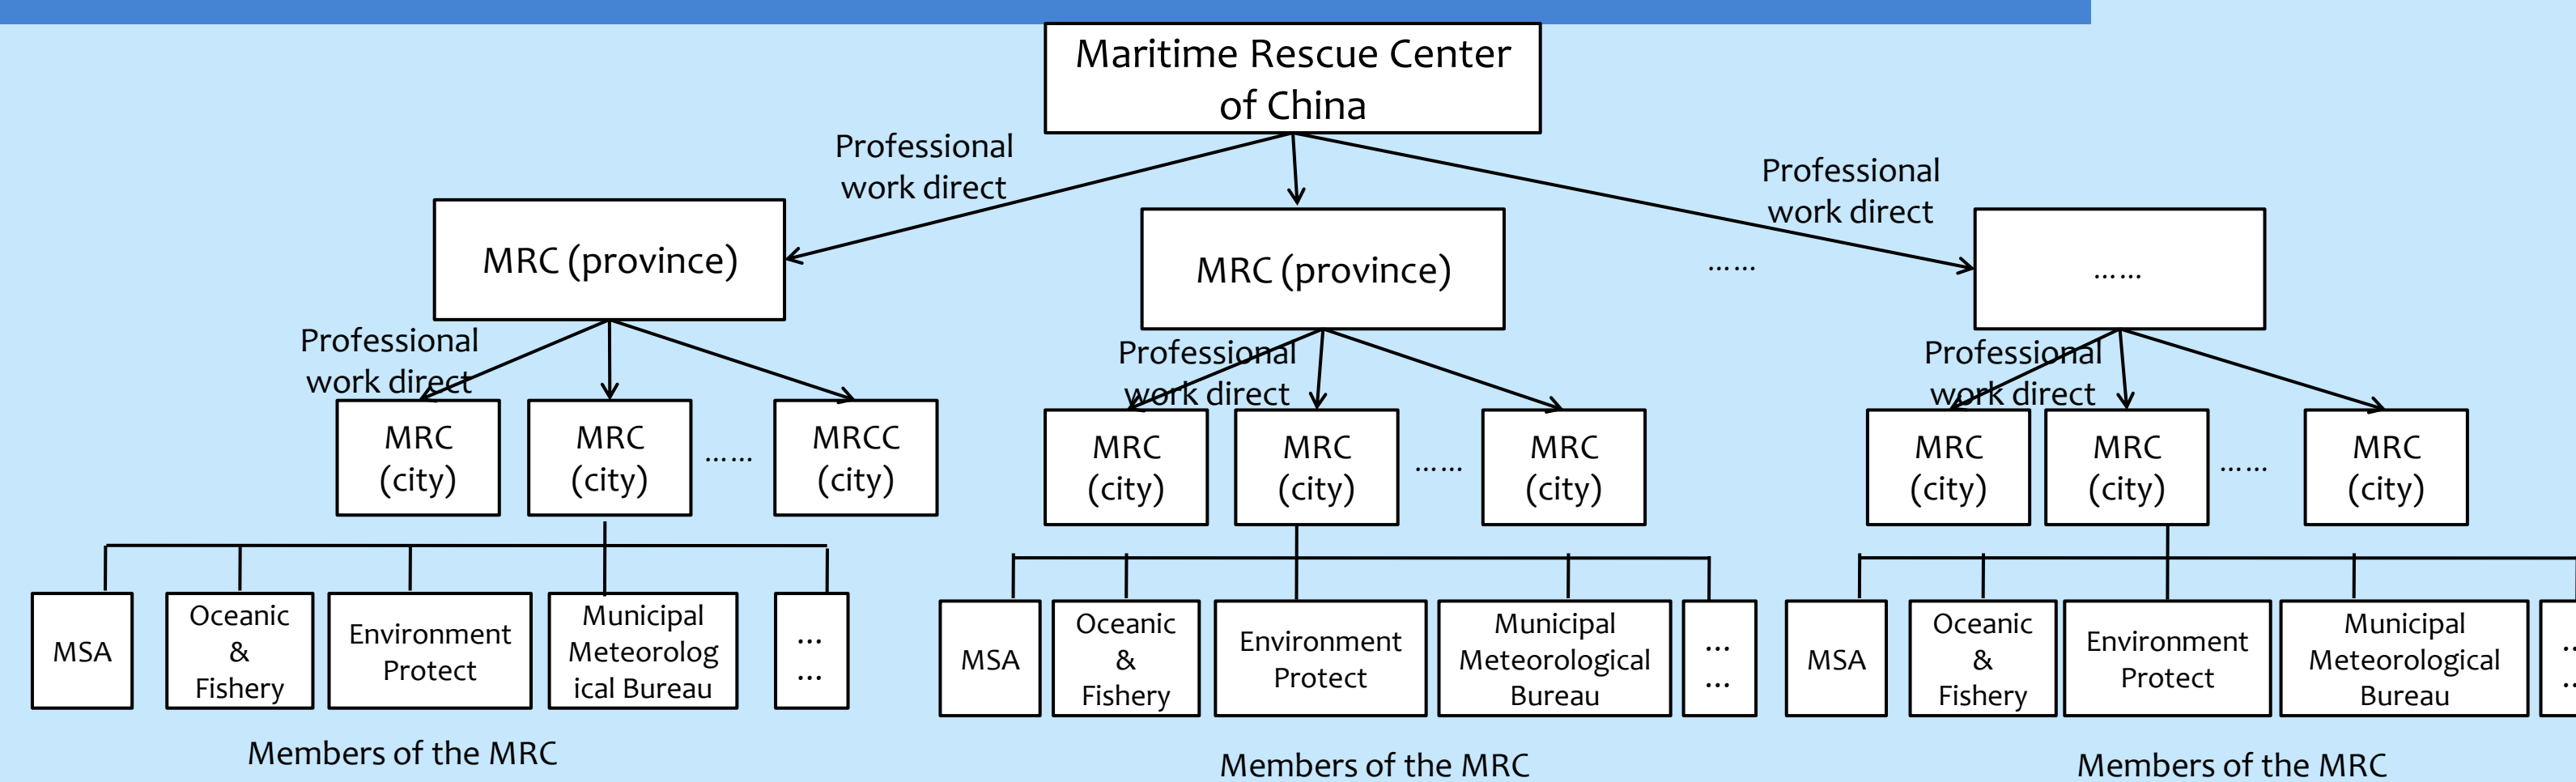 Maritime Rescue Center
of China
Professional
work direct
Professional
work direct
MRC (province)
MRC (province)
......
......
Professional
work direct
Professional
work direct
Professional
work direct
MRC
(city)
MRC
(city)
......
MRCC
(city)
MRC
(city)
MRC
(city)
......
MRC
(city)
MRC
(city)
MRC
(city)
......
MRC
(city)
MSA
Oceanic
&
Fishery
Environment
Protect
Municipal
Meteorolog
ical Bureau
...
...
MSA
Oceanic
&
Fishery
Environment
Protect
Municipal
Meteorological
Bureau
...
...
MSA
Oceanic
&
Fishery
Environment
Protect
Municipal
Meteorological
Bureau
...
...
Members of the MRC
Members of the MRC
Members of the MRC